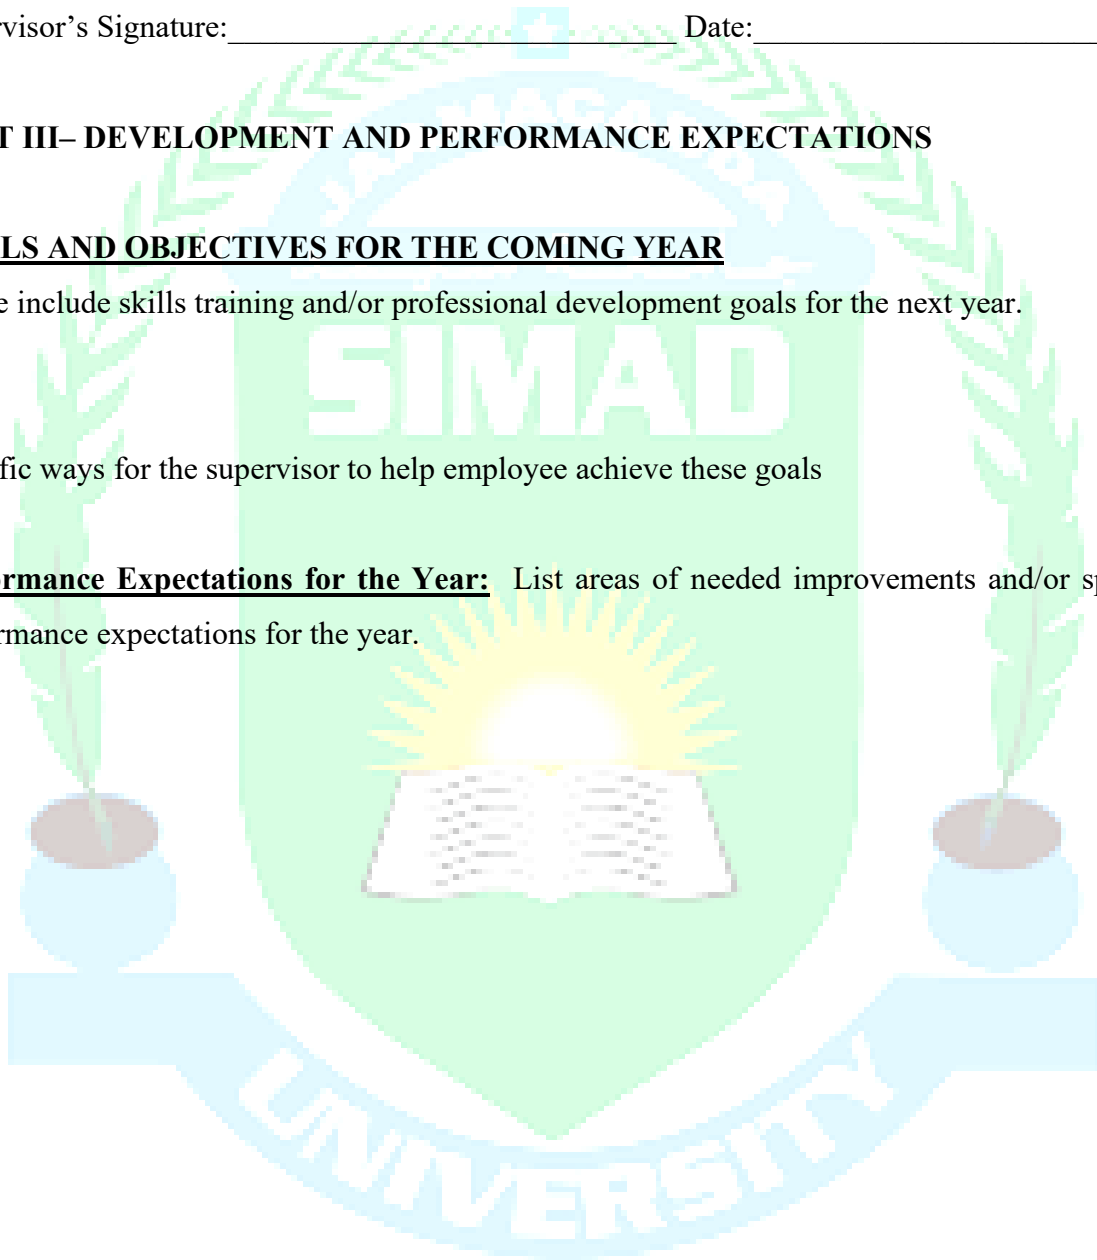 rvisor’s Signature:____________________________ Date:______________________
T III– DEVELOPMENT AND PERFORMANCE EXPECTATIONS
LS AND OBJECTIVES FOR THE COMING YEAR
e include skills training and/or professional development goals for the next year.
fic ways for the supervisor to help employee achieve these goals
ormance Expectations for the Year: List areas of needed improvements and/or sp
rmance expectations for the year.
SIMAD
UNIVERSITY